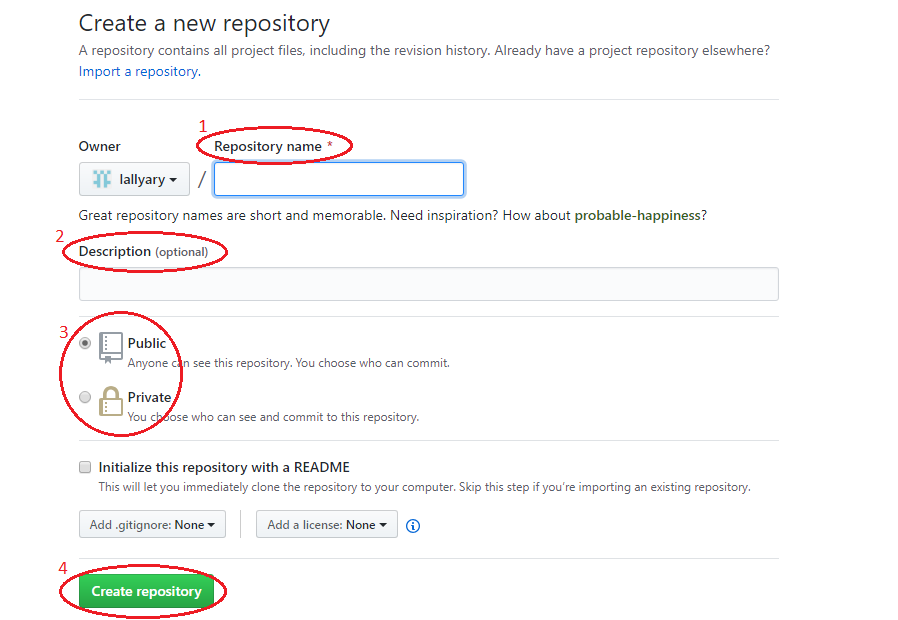 Create a new repository
A repository contains all project files, including the revision history. Already have a project repository elsewhere?
Import a repository.
1
Owner
Repository name *
lallyary /
Great repository names are short and memorable. Need inspiration? How about probable-happiness?
2
Description (optional)
3
Public
Anyone can see this repository. You choose who can commit.
Private
You choose who can see and commit to this repository.
Initialize this repository with a README
This will let you immediately clone the repository to your computer. Skip this step if you’re importing an existing repository.
Add .gitignore: None
Add a license: None
4
Create repository